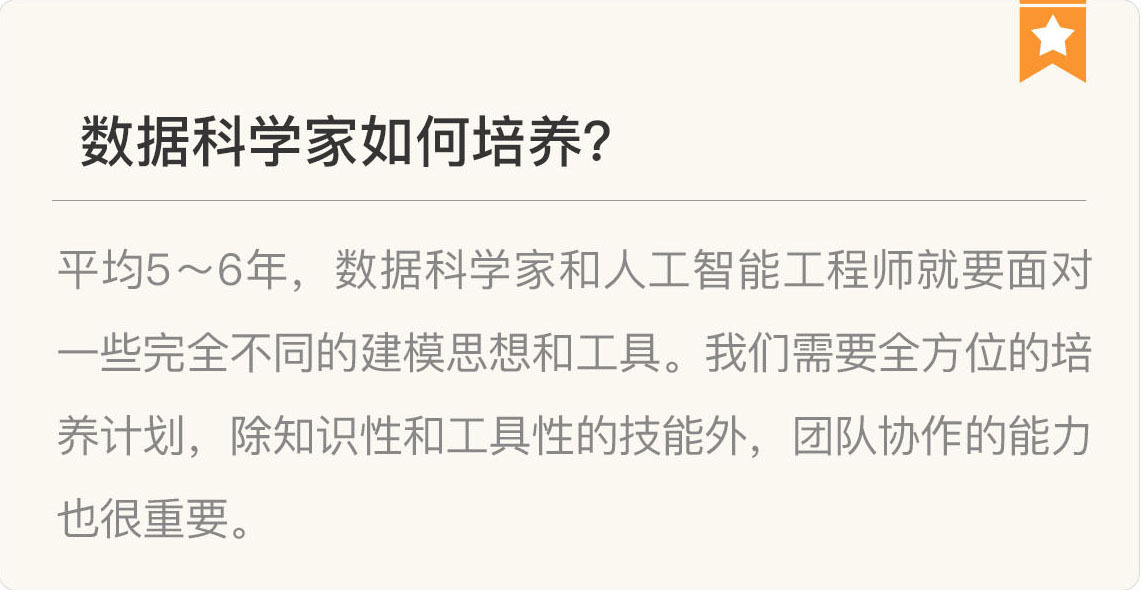 数据科学家如何培养?
平均5～6年，数据科学家和人工智能工程师就要面对
一些完全不同的建模思想和工具。我们需要全方位的培
养计划，除知识性和工具性的技能外，团队协作的能力
也很重要。